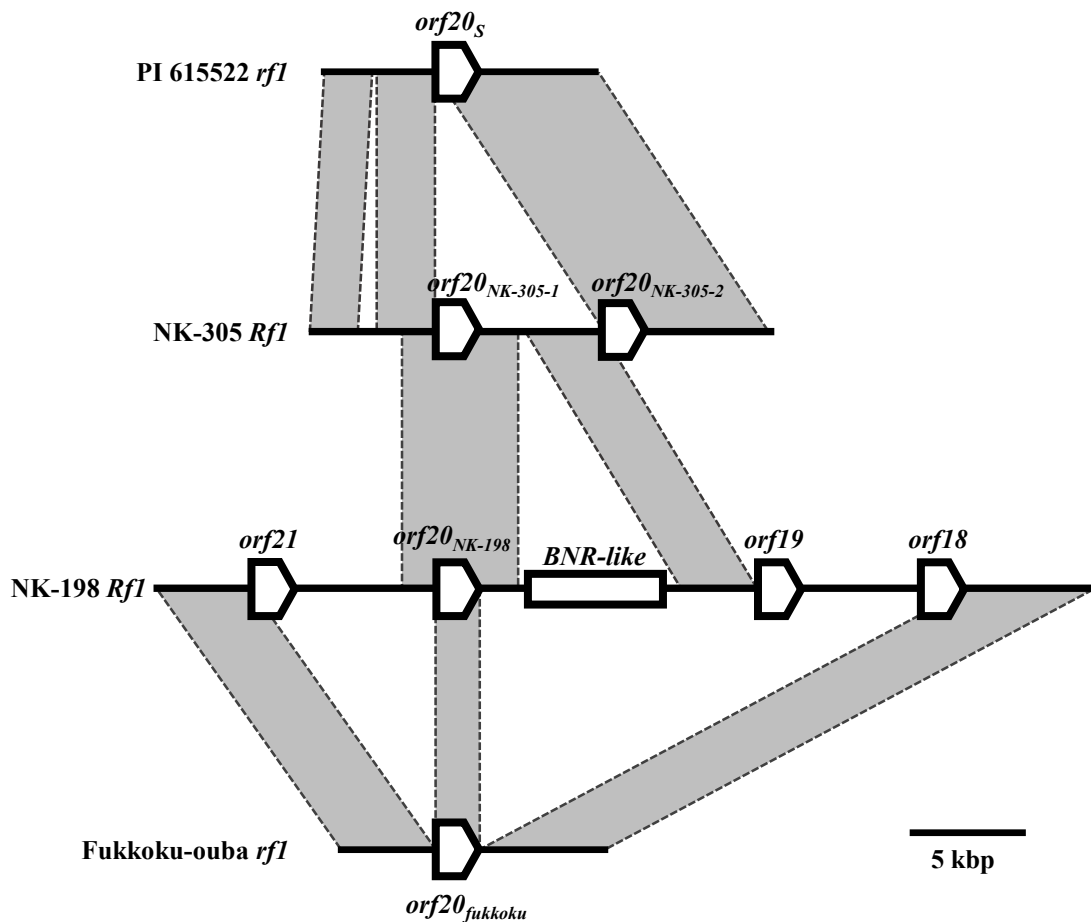 orf20S
PI 615522 rf1
orf20NK-305-1 orf20NK-305-2
NK-305 Rf1
orf21 orf20NK-198 BNR-like orf19 orf18
NK-198 Rf1
Fukkoku-ouba rf1
5 kbp
orf20fukkoku